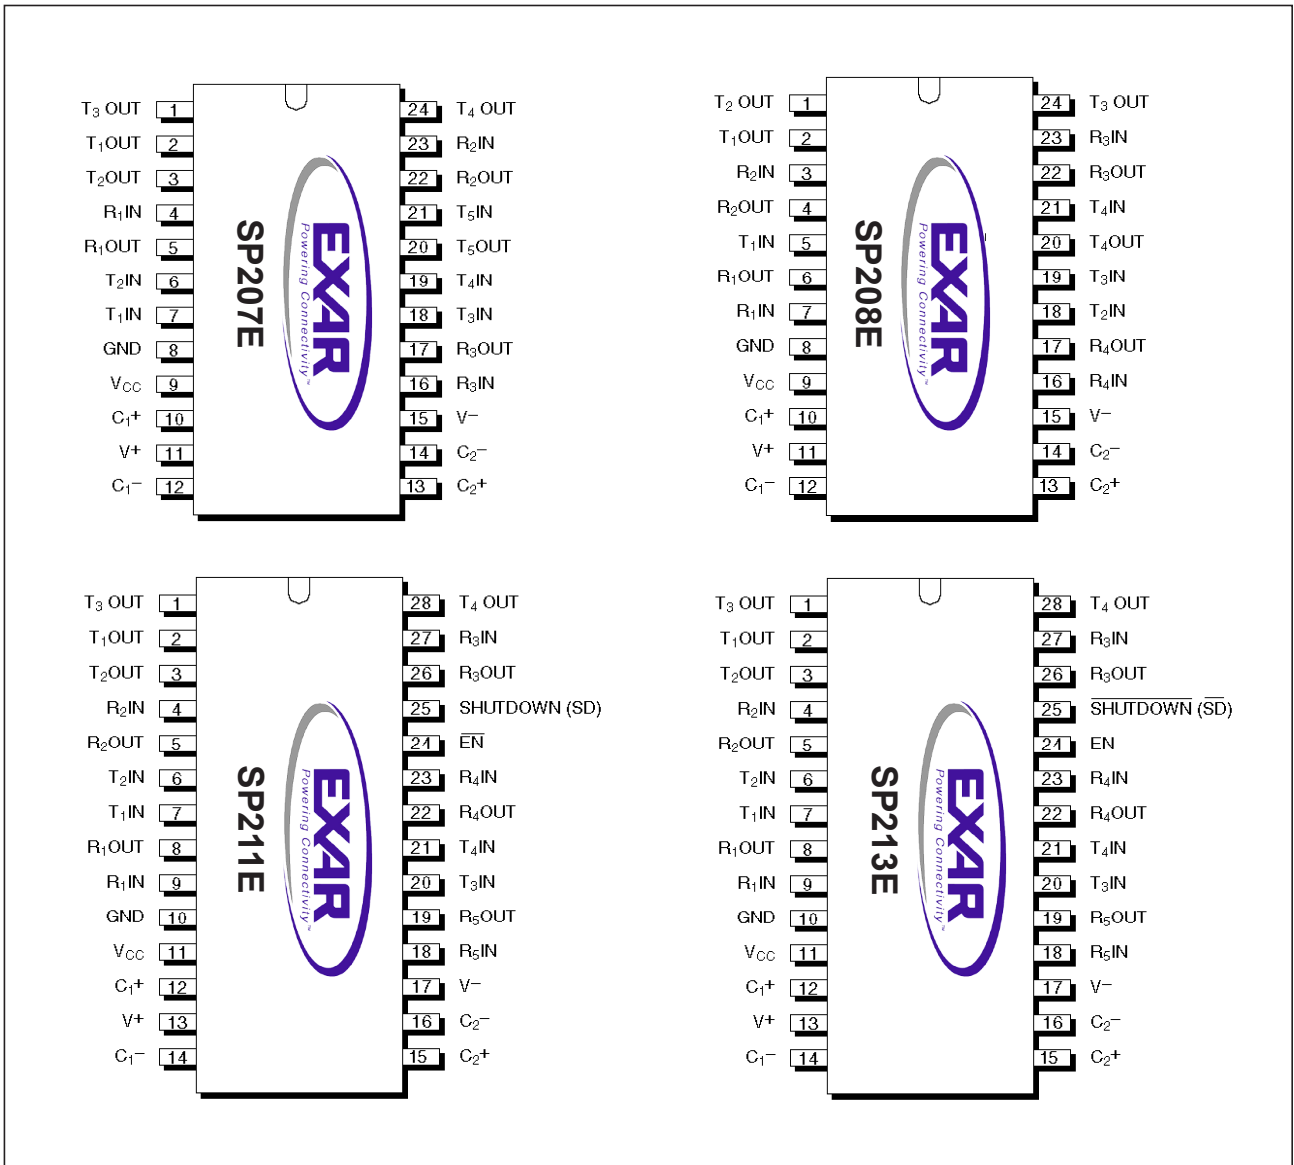 T3 OUT 1 24 T4 OUT
T1OUT 2 23 R2IN
T2OUT 3 22 R2OUT
R1IN 4 21 T5IN
R1OUT 5 20 T5OUT
T2IN 6 19 T4IN
T1IN 7 18 T3IN
GND 8 17 R3OUT
VCC 9 16 R3IN
C1+ 10 15 V−
V+ 11 14 C2−
C1− 12 13 C2+
SP207E
EXAR
Powering Connectivity™
T2 OUT 1 24 T3 OUT
T1OUT 2 23 R3IN
R2IN 3 22 R3OUT
R2OUT 4 21 T4IN
T1IN 5 20 T4OUT
R1OUT 6 19 T3IN
R1IN 7 18 T2IN
GND 8 17 R4OUT
VCC 9 16 R4IN
C1+ 10 15 V−
V+ 11 14 C2−
C1− 12 13 C2+
SP208E
EXAR
Powering Connectivity™
T3 OUT 1 28 T4 OUT
T1OUT 2 27 R3IN
T2OUT 3 26 R3OUT
R2IN 4 25 SHUTDOWN (SD)
R2OUT 5 24 E̅N̅
T2IN 6 23 R4IN
T1IN 7 22 R4OUT
R1OUT 8 21 T4IN
R1IN 9 20 T3IN
GND 10 19 R5OUT
VCC 11 18 R5IN
C1+ 12 17 V−
V+ 13 16 C2−
C1− 14 15 C2+
SP211E
EXAR
Powering Connectivity™
T3 OUT 1 28 T4 OUT
T1OUT 2 27 R3IN
T2OUT 3 26 R3OUT
R2IN 4 25 S̅H̅U̅T̅D̅O̅W̅N̅ (S̅D̅)
R2OUT 5 24 EN
T2IN 6 23 R4IN
T1IN 7 22 R4OUT
R1OUT 8 21 T4IN
R1IN 9 20 T3IN
GND 10 19 R5OUT
VCC 11 18 R5IN
C1+ 12 17 V−
V+ 13 16 C2−
C1− 14 15 C2+
SP213E
EXAR
Powering Connectivity™